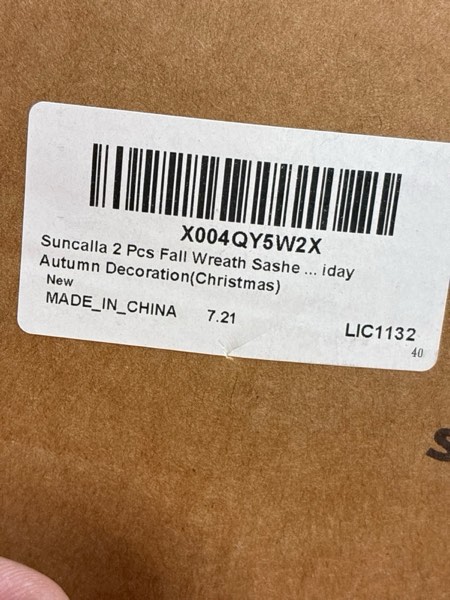 X004QY5W2X
Suncalla 2 Pcs Fall Wreath Sashe ... iday
Autumn Decoration(Christmas)
New
MADE_IN_CHINA 7.21
LIC1132
40